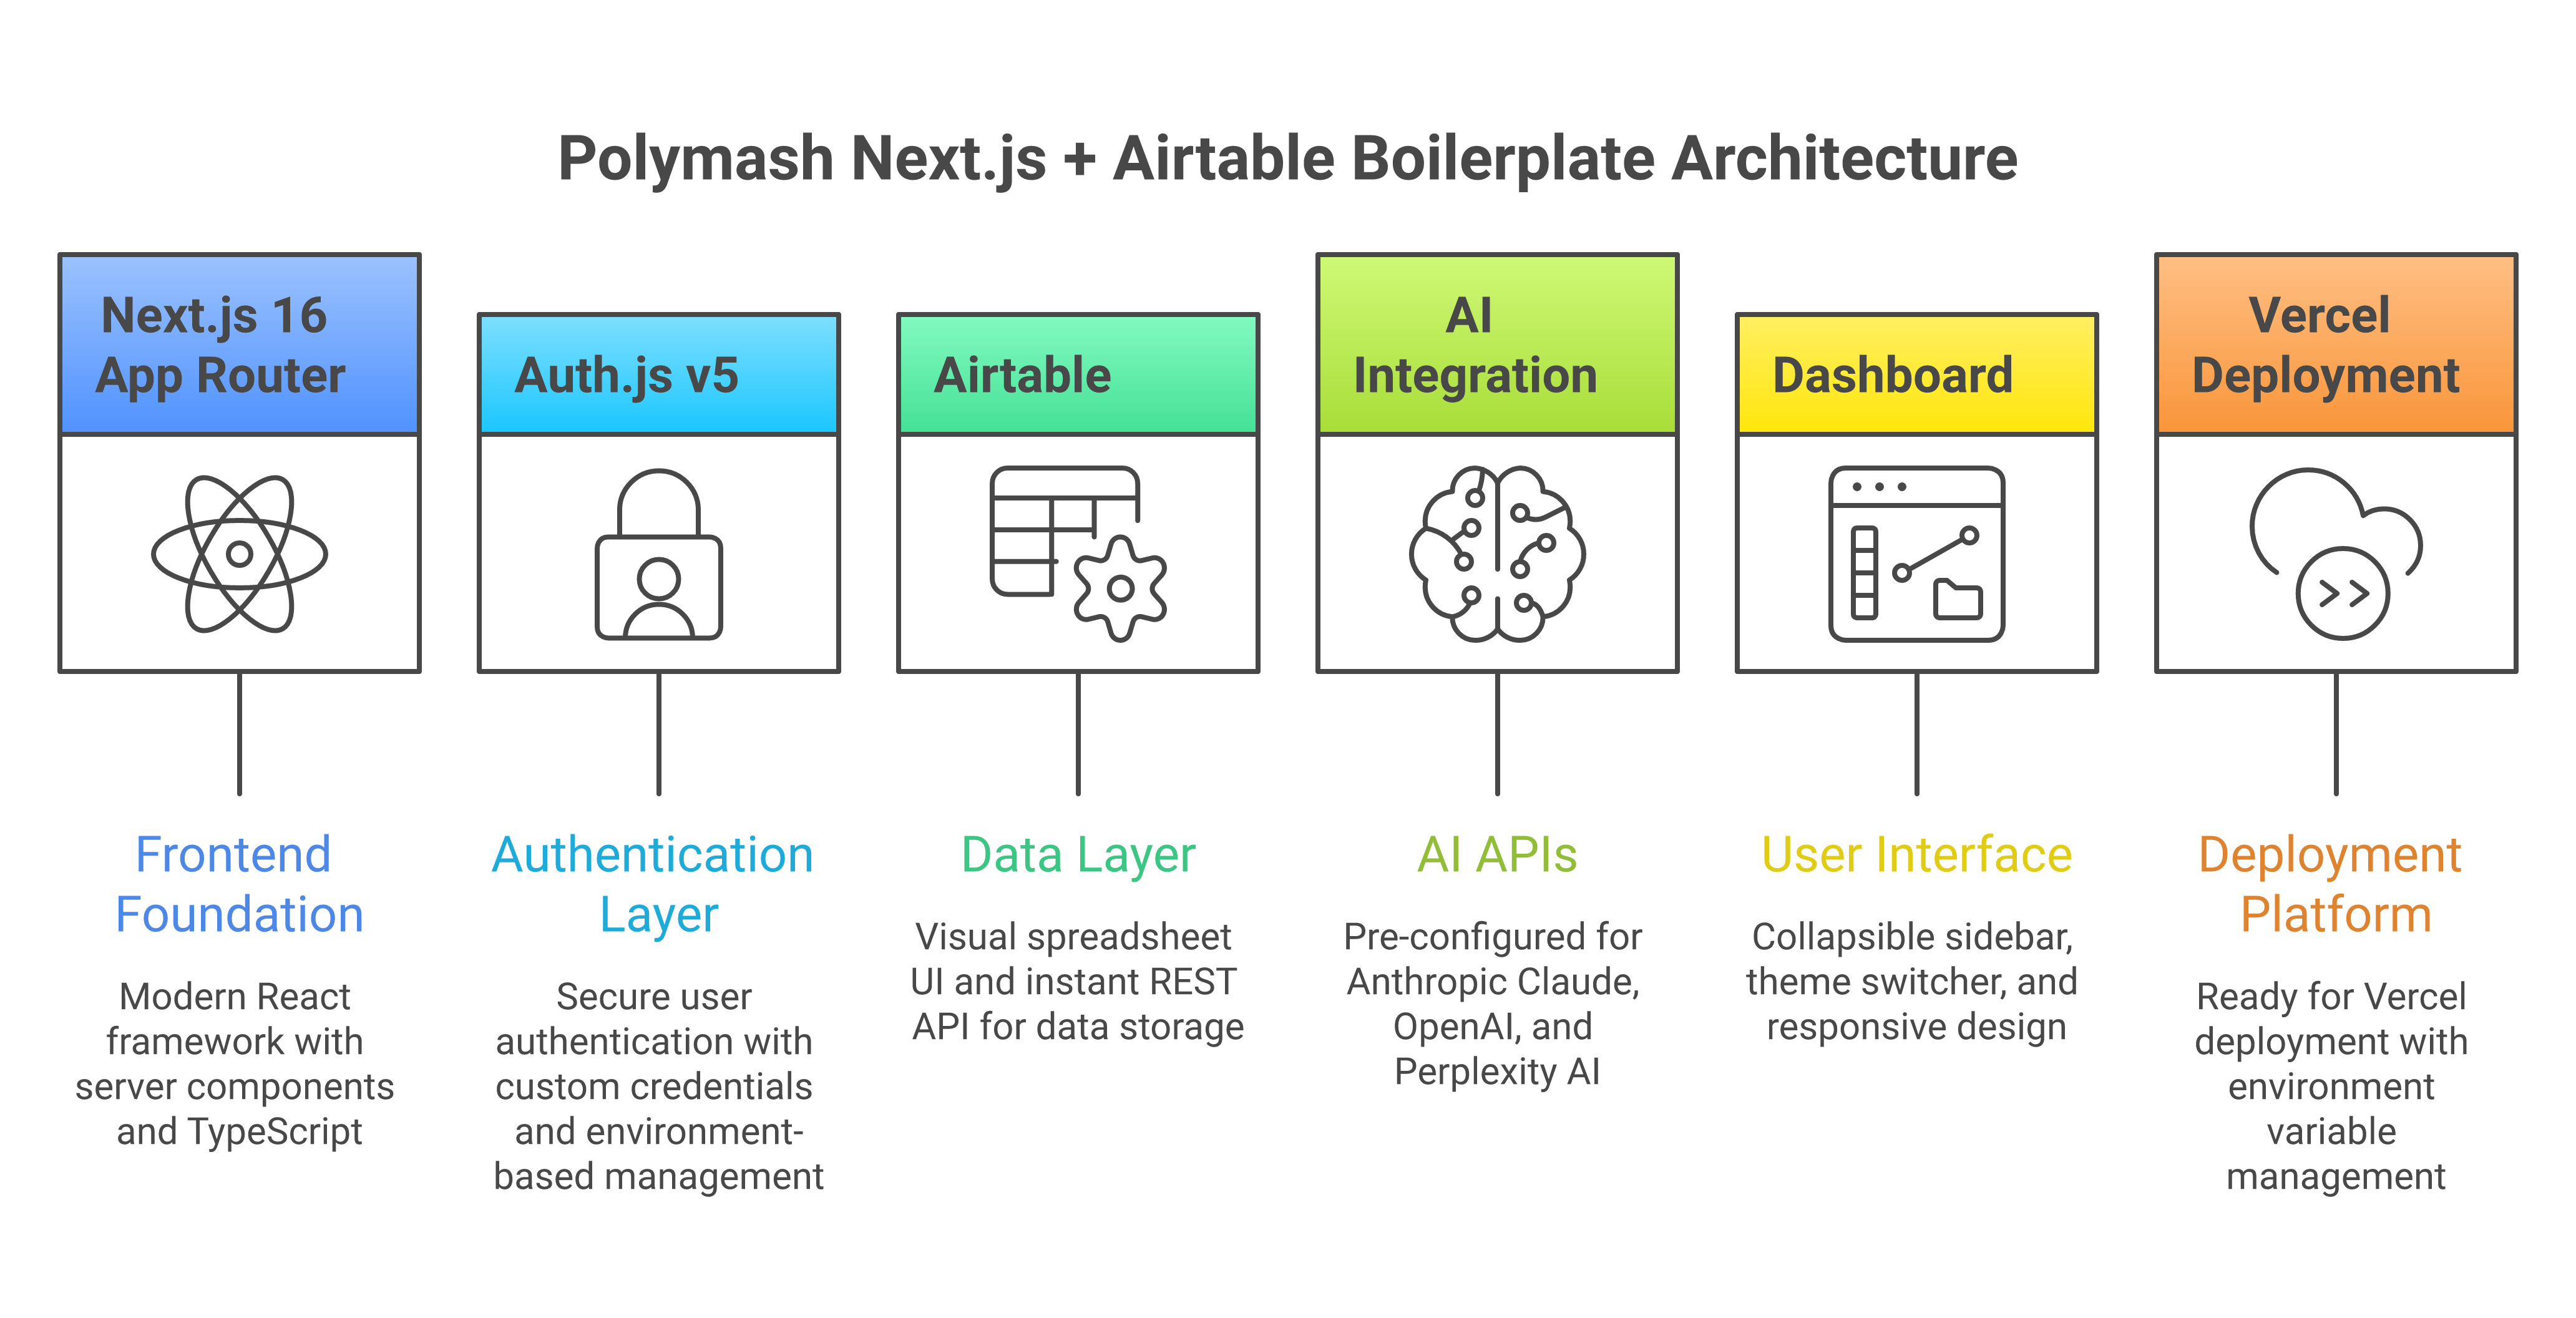 Polymash Next.js + Airtable Boilerplate Architecture
Next.js 16
App Router
Frontend
Foundation
Modern React
framework with
server components
and TypeScript
Auth.js v5
Authentication
Layer
Secure user
authentication with
custom credentials
and environment-
based management
Airtable
Data Layer
Visual spreadsheet
UI and instant REST
API for data storage
AI
Integration
AI APIs
Pre-configured for
Anthropic Claude,
OpenAI, and
Perplexity AI
Dashboard
User Interface
Collapsible sidebar,
theme switcher, and
responsive design
Vercel
Deployment
Deployment
Platform
Ready for Vercel
deployment with
environment
variable
management